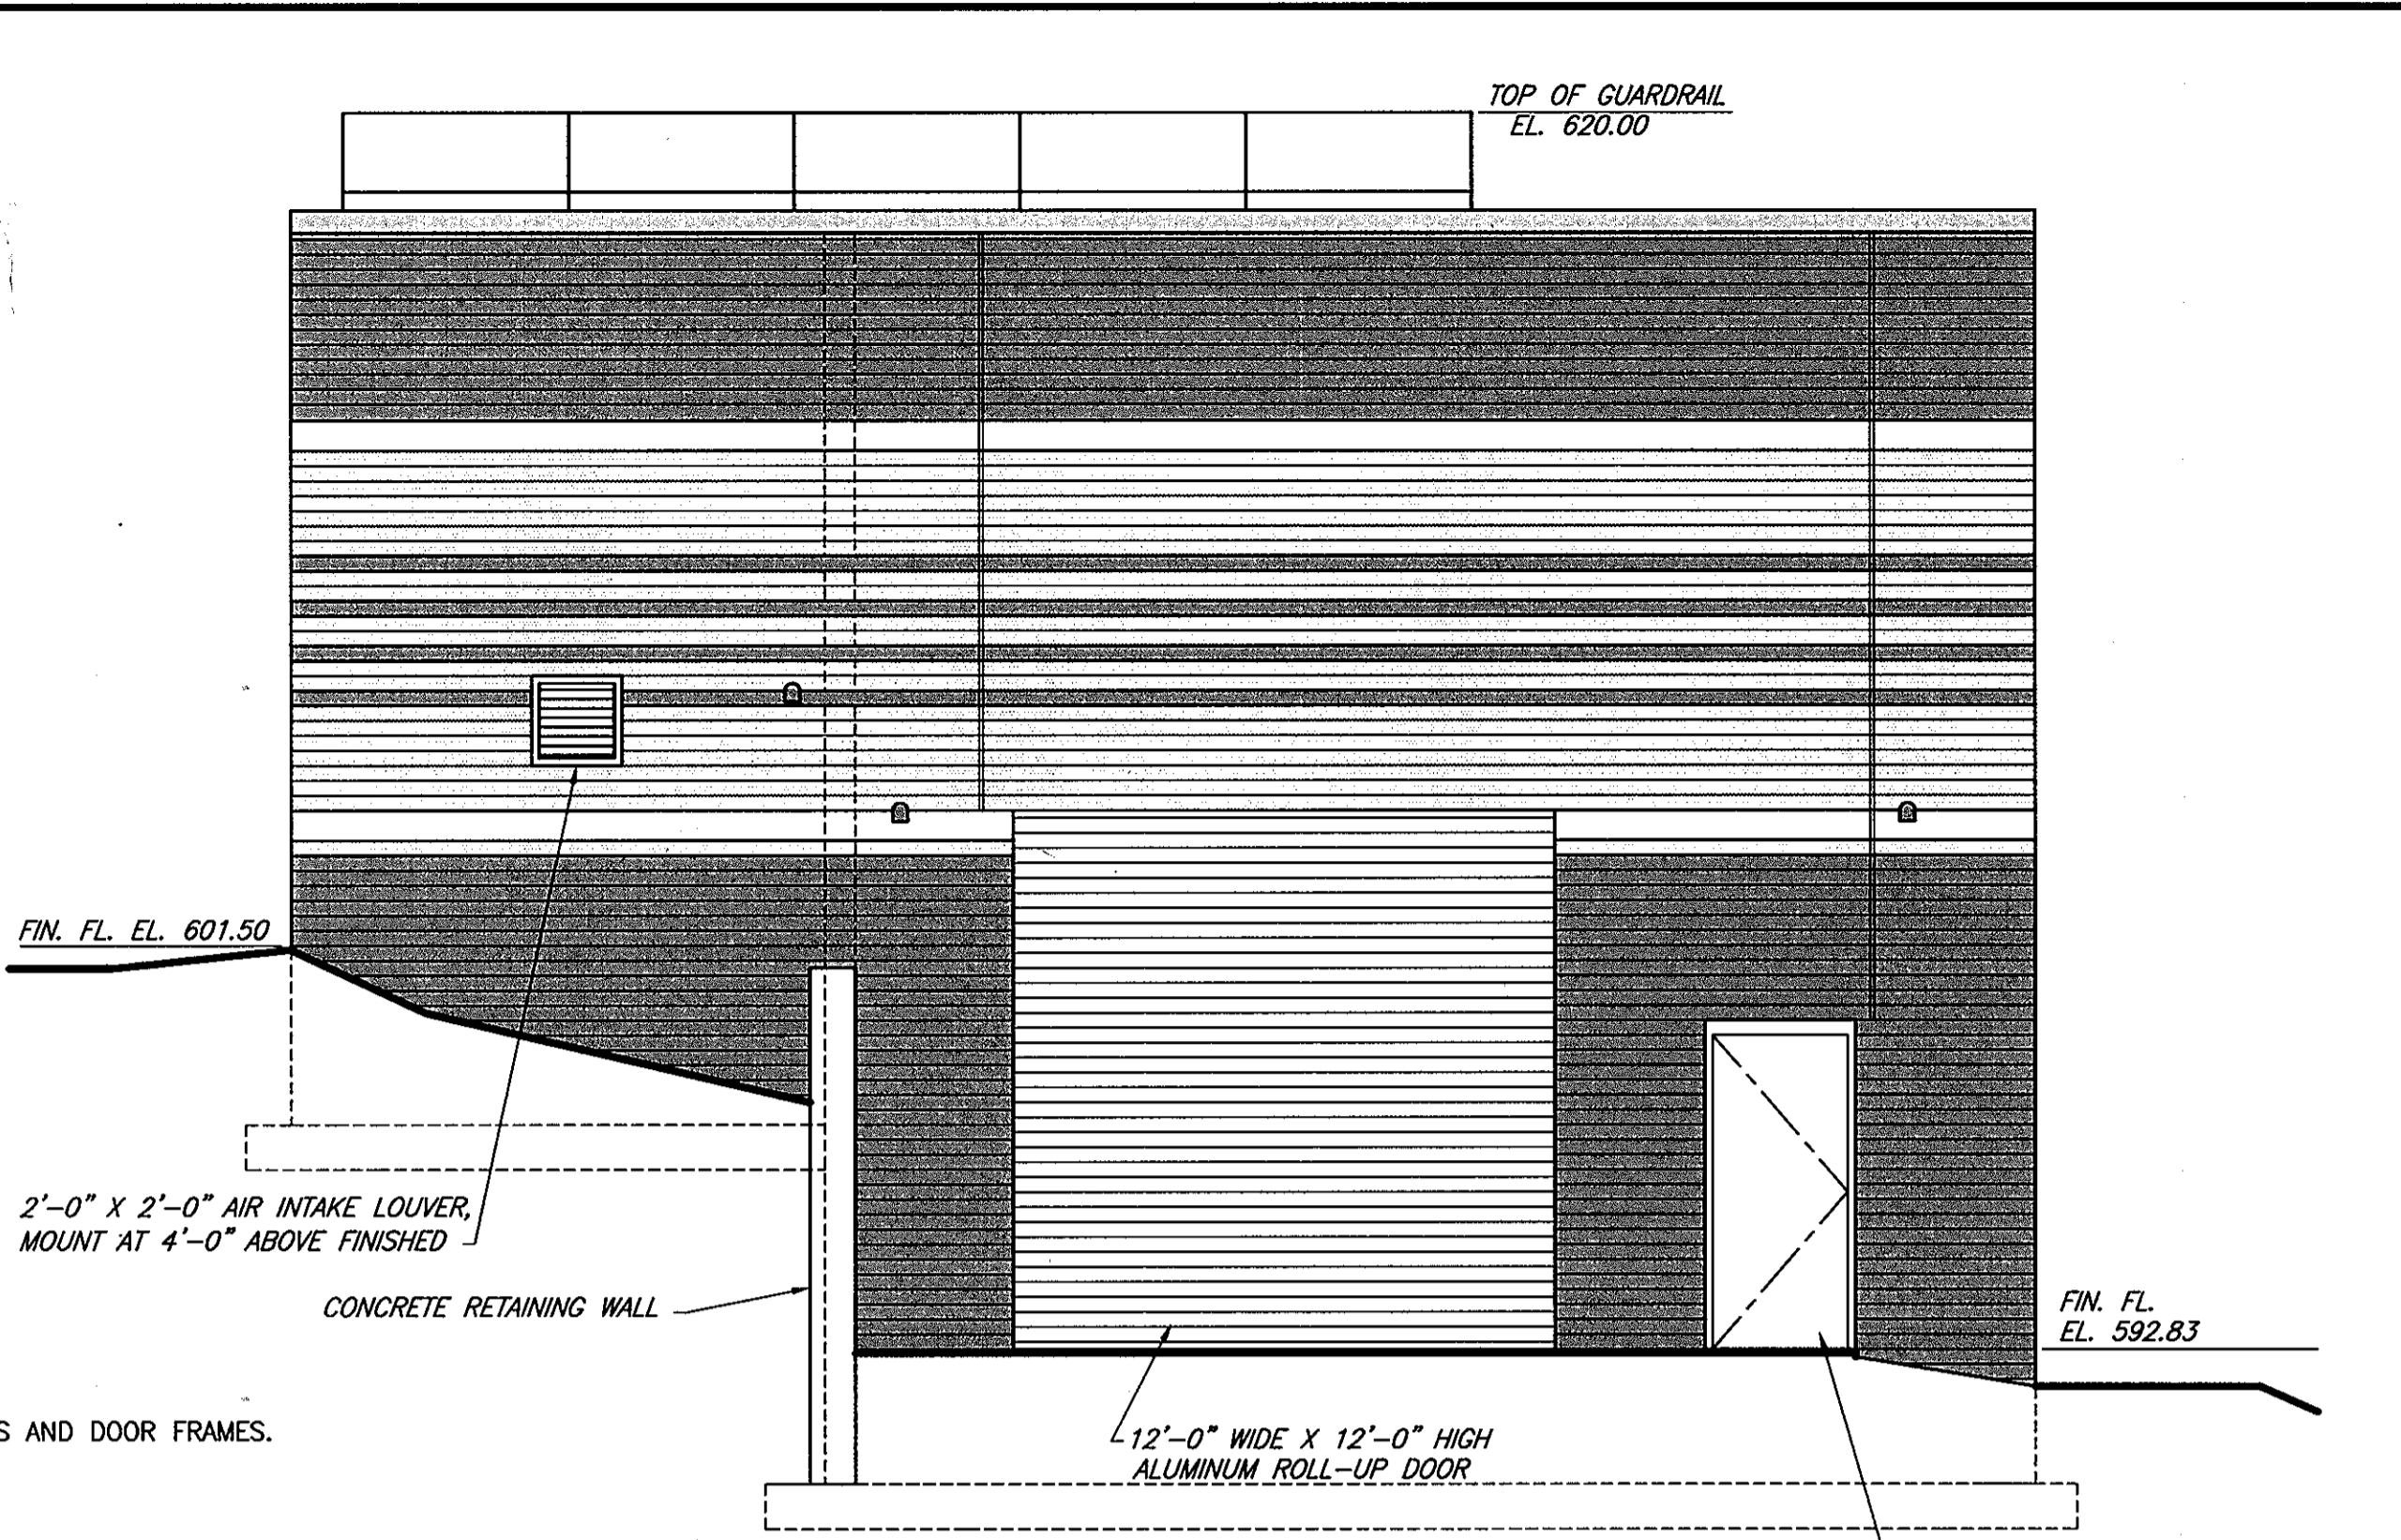 TOP OF GUARDRAIL
EL. 620.00
FIN. FL. EL. 601.50
2'-0" X 2'-0" AIR INTAKE LOUVER,
MOUNT AT 4'-0" ABOVE FINISHED
CONCRETE RETAINING WALL
FIN. FL.
EL. 592.83
S AND DOOR FRAMES.
12'-0" WIDE X 12'-0" HIGH
ALUMINUM ROLL-UP DOOR